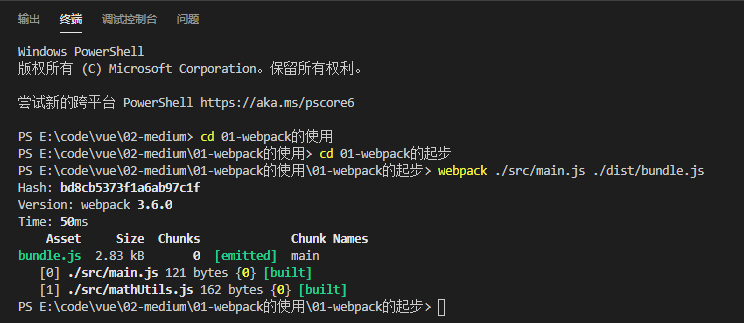 输出 终端 调试控制台 问题
Windows PowerShell
版权所有 (C) Microsoft Corporation。保留所有权利。
尝试新的跨平台 PowerShell https://aka.ms/pscore6
PS E:\code\vue\02-medium> cd 01-webpack的使用
PS E:\code\vue\02-medium\01-webpack的使用> cd 01-webpack的起步
PS E:\code\vue\02-medium\01-webpack的使用\01-webpack的起步> webpack ./src/main.js ./dist/bundle.js
Hash: bd8cb5373f1a6ab97c1f
Version: webpack 3.6.0
Time: 50ms
Asset Size Chunks Chunk Names
bundle.js 2.83 kB 0 [emitted] main
[0] ./src/main.js 121 bytes {0} [built]
[1] ./src/mathUtils.js 162 bytes {0} [built]
PS E:\code\vue\02-medium\01-webpack的使用\01-webpack的起步>